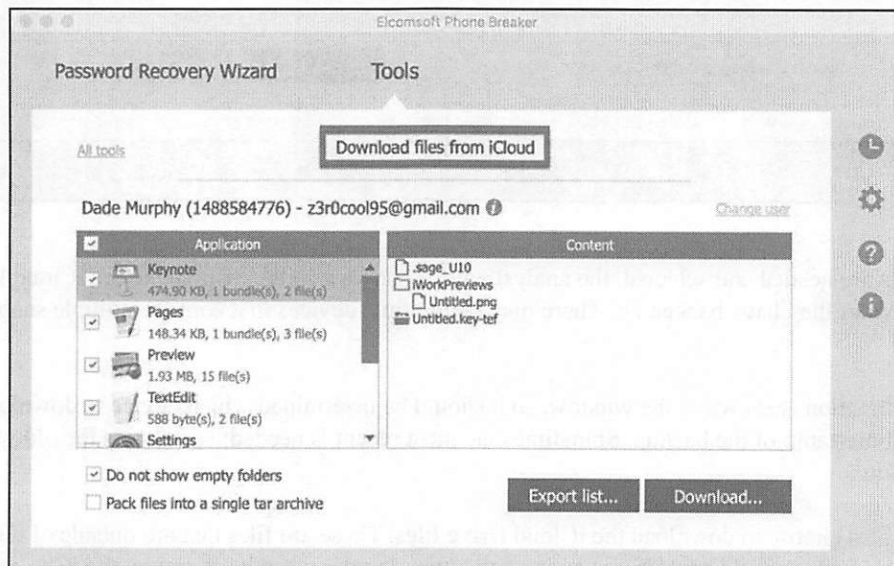 Elcomsoft Phone Breaker
Password Recovery Wizard Tools
All tools
Download files from iCloud
Dade Murphy (1488584776) - z3r0cool95@gmail.com
Change user
Application
Content
Keynote
474.90 KB, 1 bundle(s), 2 file(s)
Pages
148.34 KB, 1 bundle(s), 3 file(s)
Preview
1.93 MB, 15 file(s)
TextEdit
588 byte(s), 2 file(s)
Settings
.sage_U10
iWorkPreviews
Untitled.png
Untitled.key-tef
Do not show empty folders
Pack files into a single tar archive
Export list...
Download...